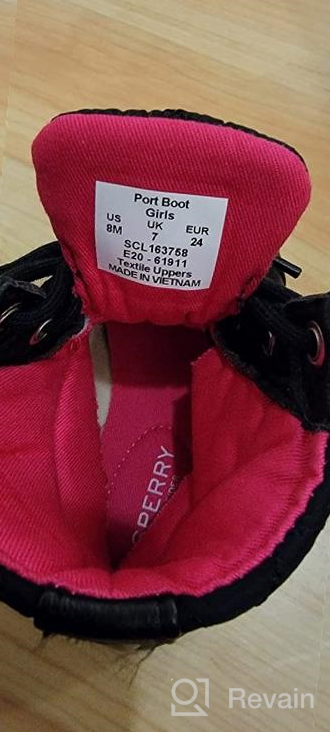 Port Boot
Girls
US UK EUR
8M 7 24
SCL163758
E20 - 61911
Textile Uppers
MADE IN VIETNAM
SPERRY
Revain